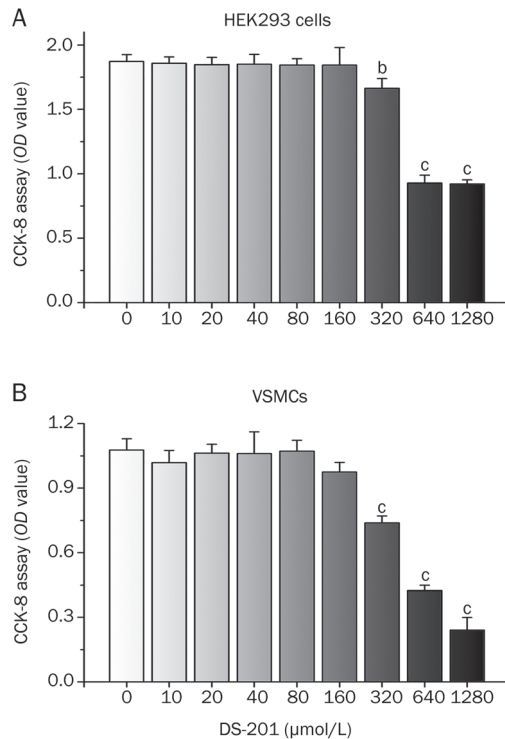 A
HEK293 cells
CCK-8 assay (OD value)
2.0
1.5
1.0
0.5
0.0
b
c
c
0 10 20 40 80 160 320 640 1280
B
VSMCs
CCK-8 assay (OD value)
1.2
0.9
0.6
0.3
0.0
c
c
c
0 10 20 40 80 160 320 640 1280
DS-201 (μmol/L)